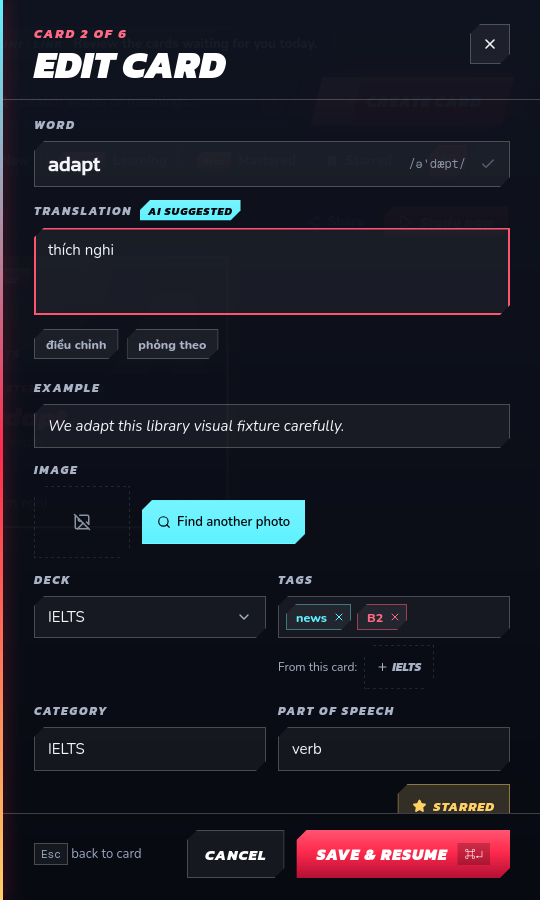 CARD 2 OF 6
EDIT CARD
WORD
adapt /əˈdæpt/
TRANSLATION AI SUGGESTED
thích nghi
điều chỉnh phỏng theo
EXAMPLE
We adapt this library visual fixture carefully.
IMAGE
Find another photo
DECK TAGS
IELTS news B2
From this card: + IELTS
CATEGORY PART OF SPEECH
IELTS verb
STARRED
Esc back to card CANCEL SAVE & RESUME ⌘↵